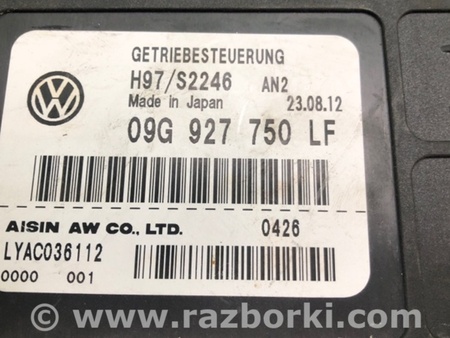 GETRIEBESTEUERUNG
H97/S2246 AN2
Made in Japan 23.08.12
09G 927 750 LF
AISIN AW CO., LTD. 0426
LYAC036112
0000 001
© www.razborki.com